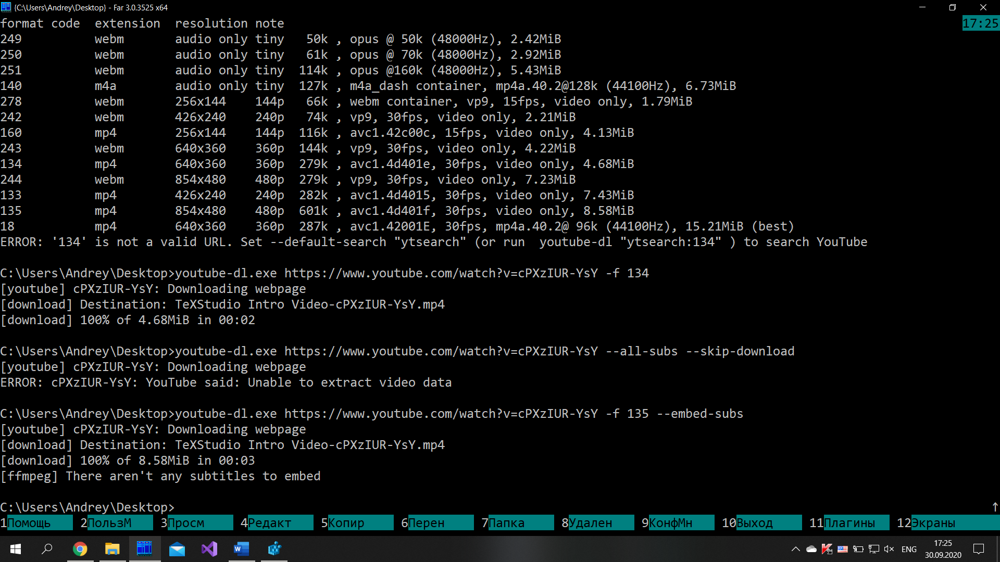 {C:\Users\Andrey\Desktop} - Far 3.0.3525 x64
format code  extension  resolution note
17:25
249          webm       audio only tiny   50k , opus @ 50k (48000Hz), 2.42MiB
250          webm       audio only tiny   61k , opus @ 70k (48000Hz), 2.92MiB
251          webm       audio only tiny  114k , opus @160k (48000Hz), 5.43MiB
140          m4a        audio only tiny  127k , m4a_dash container, mp4a.40.2@128k (44100Hz), 6.73MiB
278          webm       256x144    144p   66k , webm container, vp9, 15fps, video only, 1.79MiB
242          webm       426x240    240p   74k , vp9, 30fps, video only, 2.21MiB
160          mp4        256x144    144p  116k , avc1.42c00c, 15fps, video only, 4.13MiB
243          webm       640x360    360p  144k , vp9, 30fps, video only, 4.22MiB
134          mp4        640x360    360p  279k , avc1.4d401e, 30fps, video only, 4.68MiB
244          webm       854x480    480p  279k , vp9, 30fps, video only, 7.23MiB
133          mp4        426x240    240p  282k , avc1.4d4015, 30fps, video only, 7.43MiB
135          mp4        854x480    480p  601k , avc1.4d401f, 30fps, video only, 8.58MiB
18           mp4        640x360    360p  287k , avc1.42001E, 30fps, mp4a.40.2@ 96k (44100Hz), 15.21MiB (best)
ERROR: '134' is not a valid URL. Set --default-search "ytsearch" (or run  youtube-dl "ytsearch:134" ) to search YouTube
C:\Users\Andrey\Desktop>youtube-dl.exe https://www.youtube.com/watch?v=cPXzIUR-YsY -f 134
[youtube] cPXzIUR-YsY: Downloading webpage
[download] Destination: TeXStudio Intro Video-cPXzIUR-YsY.mp4
[download] 100% of 4.68MiB in 00:02
C:\Users\Andrey\Desktop>youtube-dl.exe https://www.youtube.com/watch?v=cPXzIUR-YsY --all-subs --skip-download
[youtube] cPXzIUR-YsY: Downloading webpage
ERROR: cPXzIUR-YsY: YouTube said: Unable to extract video data
C:\Users\Andrey\Desktop>youtube-dl.exe https://www.youtube.com/watch?v=cPXzIUR-YsY -f 135 --embed-subs
[youtube] cPXzIUR-YsY: Downloading webpage
[download] Destination: TeXStudio Intro Video-cPXzIUR-YsY.mp4
[download] 100% of 8.58MiB in 00:03
[ffmpeg] There aren't any subtitles to embed
C:\Users\Andrey\Desktop>
1Помощь 2ПользМ 3Просм 4Редакт 5Копир 6Перен 7Папка 8Удален 9КонфМн 10Выход 11Плагины 12Экраны
ENG
17:25
30.09.2020